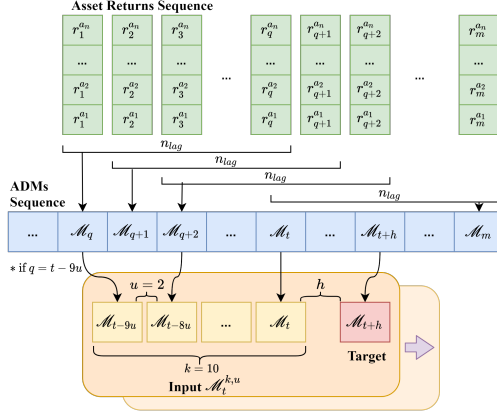 Asset Returns Sequence
r_1^{a_n} r_2^{a_n} r_3^{a_n} r_q^{a_n} r_{q+1}^{a_n} r_{q+2}^{a_n} r_m^{a_n}
... ... ... ... ... ... ... ... ...
r_1^{a_2} r_2^{a_2} r_3^{a_2} r_q^{a_2} r_{q+1}^{a_2} r_{q+2}^{a_2} r_m^{a_2}
r_1^{a_1} r_2^{a_1} r_3^{a_1} r_q^{a_1} r_{q+1}^{a_1} r_{q+2}^{a_1} r_m^{a_1}
n_{lag}
n_{lag}
n_{lag}
n_{lag}
ADMs
Sequence
... ℳ_q ℳ_{q+1} ℳ_{q+2} ... ℳ_t ... ℳ_{t+h} ... ℳ_m
* if q = t − 9u
u = 2 h
ℳ_{t−9u} ℳ_{t−8u} ... ℳ_t ℳ_{t+h}
k = 10
Target
Input ℳ_t^{k,u}